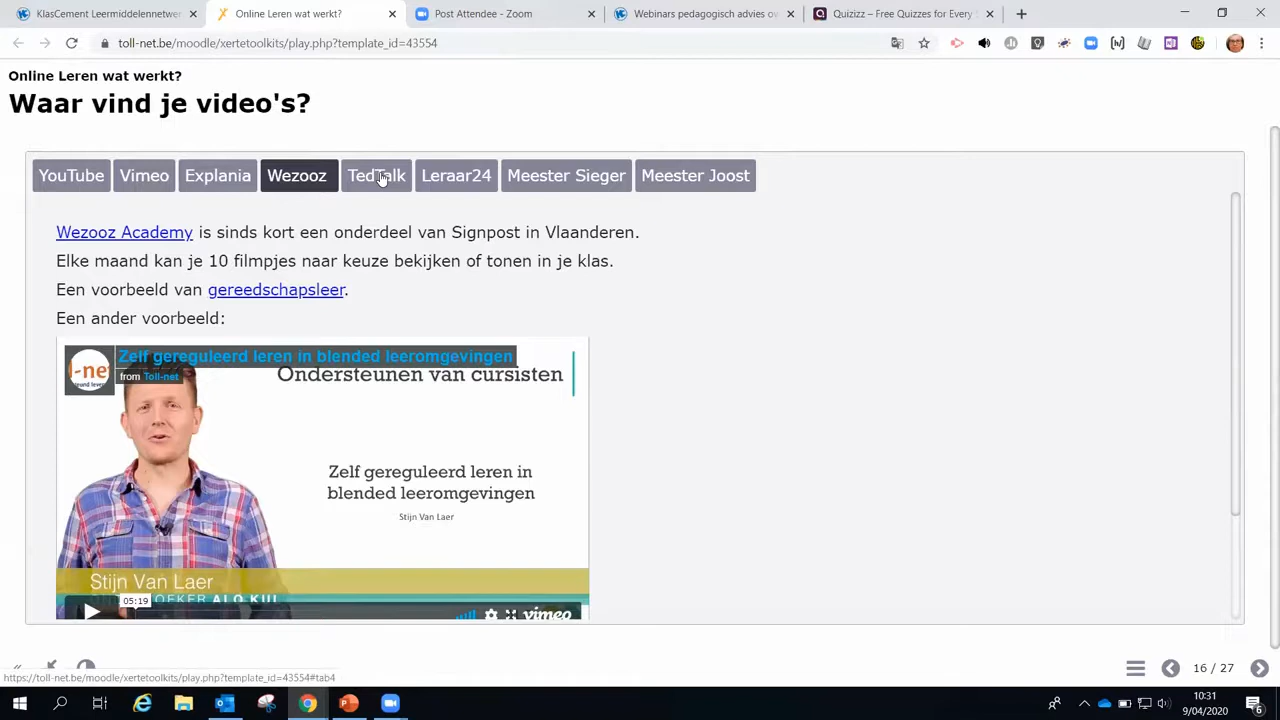 KlasCement Leermiddelennetwer
Online Leren wat werkt?
Post Attendee - Zoom
Webinars pedagogisch advies ov
Quizizz – Free Quizzes for Every S
toll-net.be/moodle/xertetoolkits/play.php?template_id=43554
Online Leren wat werkt?
Waar vind je video's?
YouTube
Vimeo
Explania
Wezooz
TedTalk
Leraar24
Meester Sieger
Meester Joost
Wezooz Academy is sinds kort een onderdeel van Signpost in Vlaanderen.
Elke maand kan je 10 filmpjes naar keuze bekijken of tonen in je klas.
Een voorbeeld van gereedschapsleer.
Een ander voorbeeld:
Zelf gereguleerd leren in blended leeromgevingen
from Toll-net
Ondersteunen van cursisten
Zelf gereguleerd leren in
blended leeromgevingen
Stijn Van Laer
Stijn Van Laer
05:19
vimeo
16 / 27
https://toll-net.be/moodle/xertetoolkits/play.php?template_id=43554#tab4
10:31
9/04/2020
6